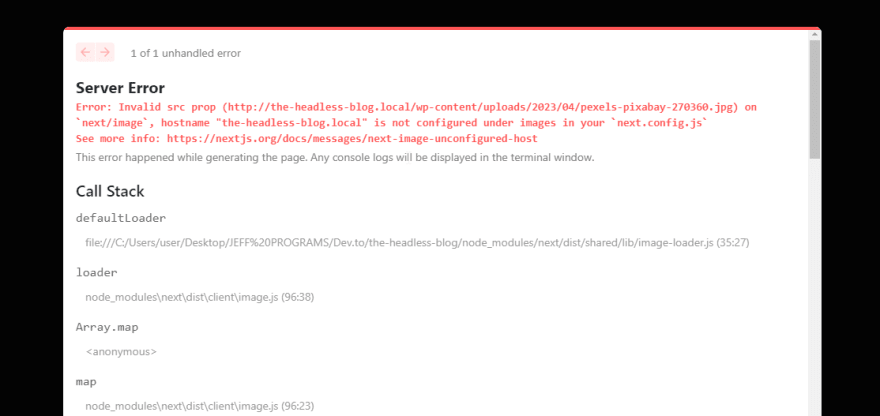 ← → 1 of 1 unhandled error
Server Error
Error: Invalid src prop (http://the-headless-blog.local/wp-content/uploads/2023/04/pexels-pixabay-270360.jpg) on
`next/image`, hostname "the-headless-blog.local" is not configured under images in your `next.config.js`
See more info: https://nextjs.org/docs/messages/next-image-unconfigured-host
This error happened while generating the page. Any console logs will be displayed in the terminal window.
Call Stack
defaultLoader
file:///C:/Users/user/Desktop/JEFF%20PROGRAMS/Dev.to/the-headless-blog/node_modules/next/dist/shared/lib/image-loader.js (35:27)
loader
node_modules\next\dist\client\image.js (96:38)
Array.map
<anonymous>
map
node_modules\next\dist\client\image.js (96:23)